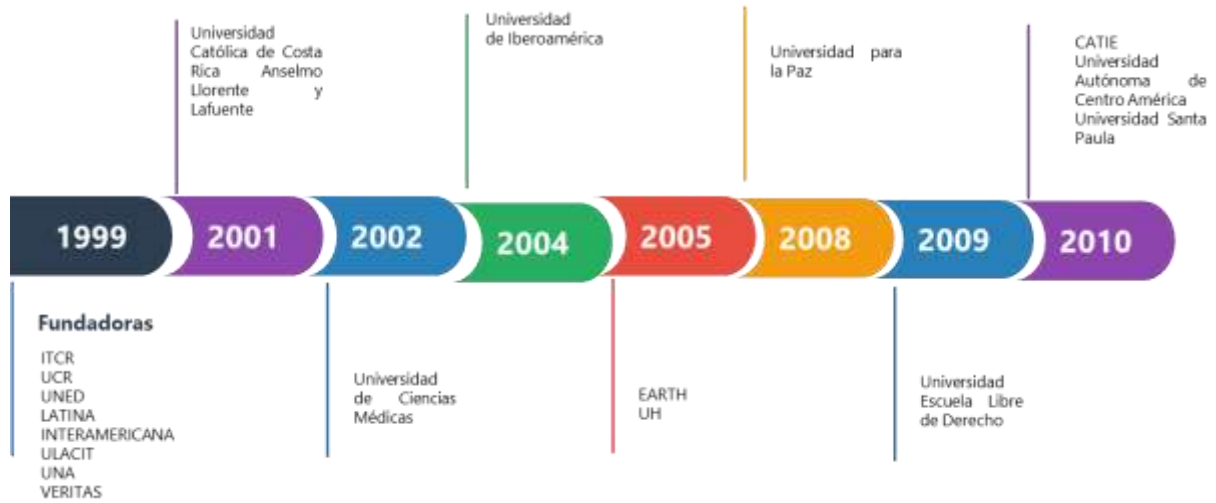 Universidad
Católica de Costa
Rica Anselmo
Llorente y
Lafuente
Universidad
de Iberoamérica
Universidad para
la Paz
CATIE
Universidad
Autónoma de
Centro América
Universidad Santa
Paula
1999
2001
2002
2004
2005
2008
2009
2010
Fundadoras
ITCR
UCR
UNED
LATINA
INTERAMERICANA
ULACIT
UNA
VERITAS
Universidad
de Ciencias
Médicas
EARTH
UH
Universidad
Escuela Libre
de Derecho